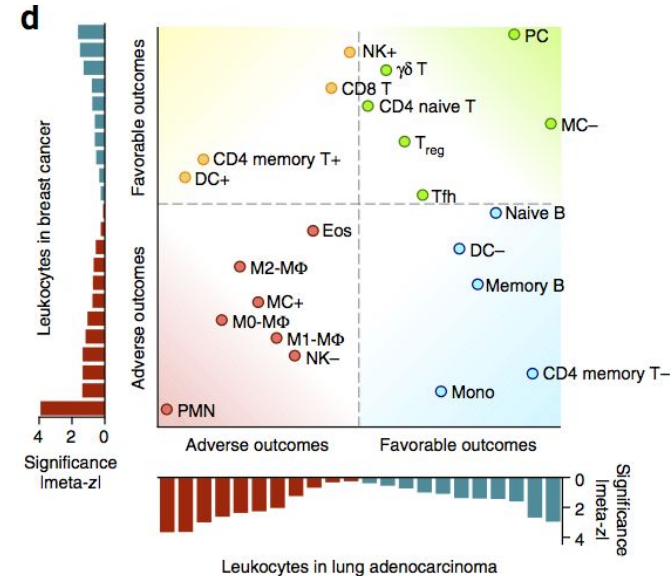 d
PC
NK+
γδ T
CD8 T
CD4 naive T
MC–
Treg
CD4 memory T+
DC+
Tfh
Naive B
Eos
DC–
M2-MΦ
Memory B
MC+
M0-MΦ
M1-MΦ
NK–
CD4 memory T–
Mono
PMN
Leukocytes in breast cancer
Favorable outcomes
Adverse outcomes
4 2 0
Significance
|meta-z|
Adverse outcomes Favorable outcomes
0
2
4
Significance
|meta-z|
Leukocytes in lung adenocarcinoma